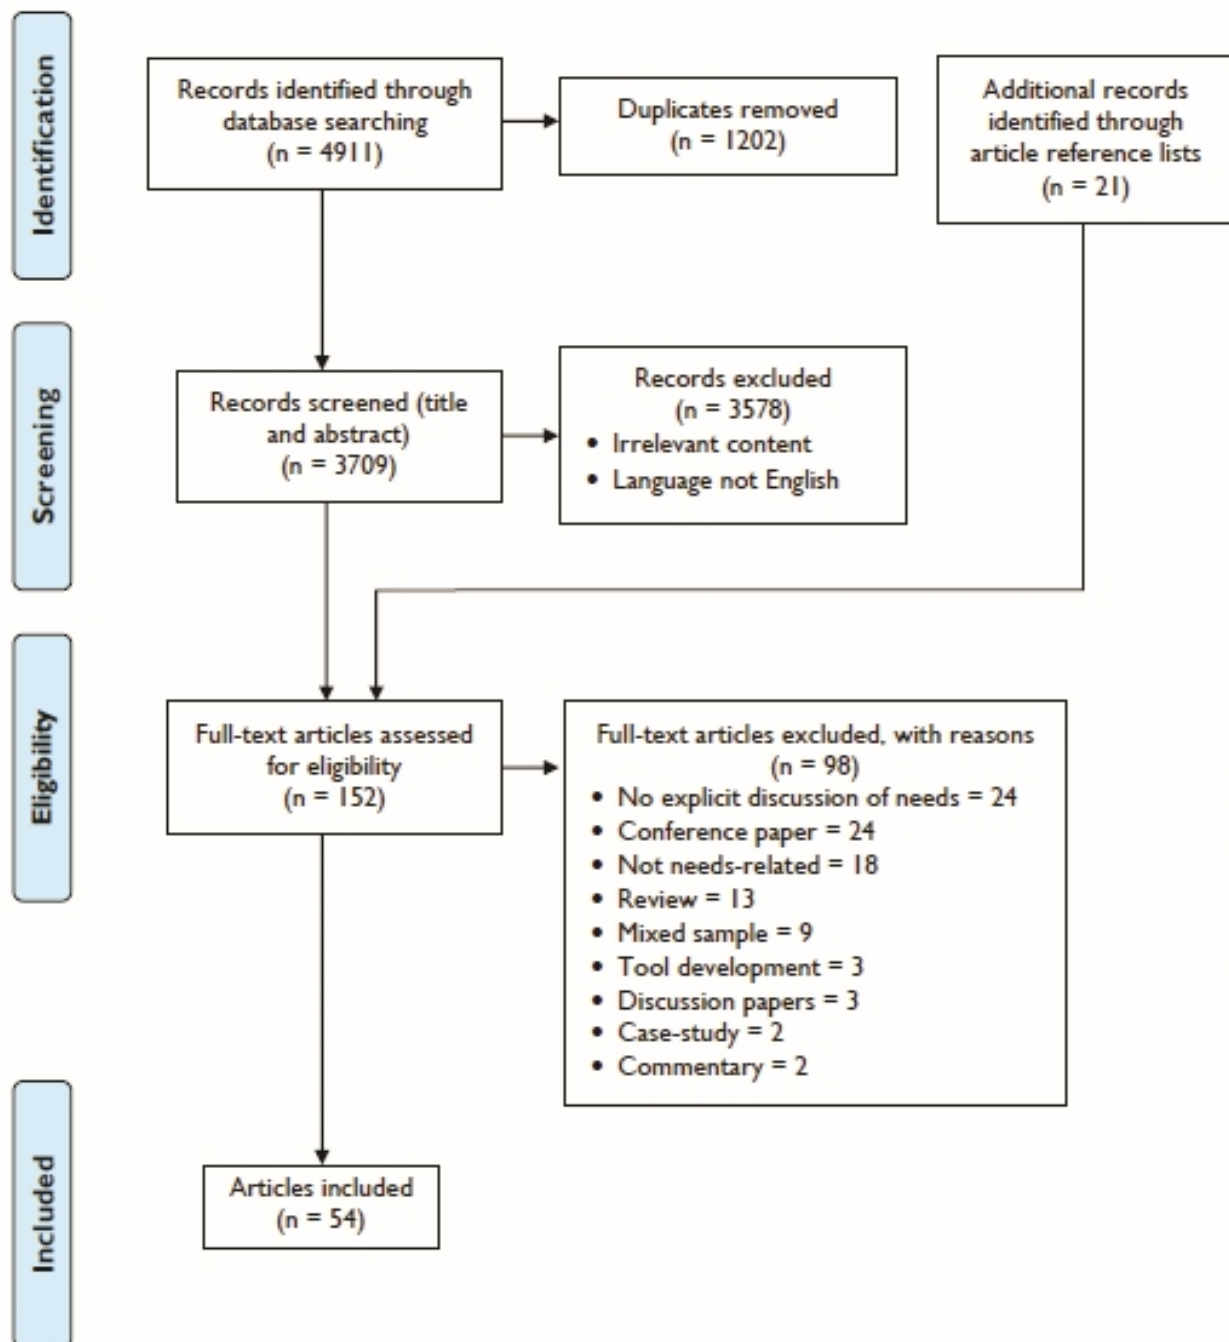 Identification
Records identified through
database searching
(n = 4911)
Duplicates removed
(n = 1202)
Additional records
identified through
article reference lists
(n = 21)
Screening
Records screened (title
and abstract)
(n = 3709)
Records excluded
(n = 3578)
• Irrelevant content
• Language not English
Eligibility
Full-text articles assessed
for eligibility
(n = 152)
Full-text articles excluded, with reasons
(n = 98)
• No explicit discussion of needs = 24
• Conference paper = 24
• Not needs-related = 18
• Review = 13
• Mixed sample = 9
• Tool development = 3
• Discussion papers = 3
• Case-study = 2
• Commentary = 2
Included
Articles included
(n = 54)